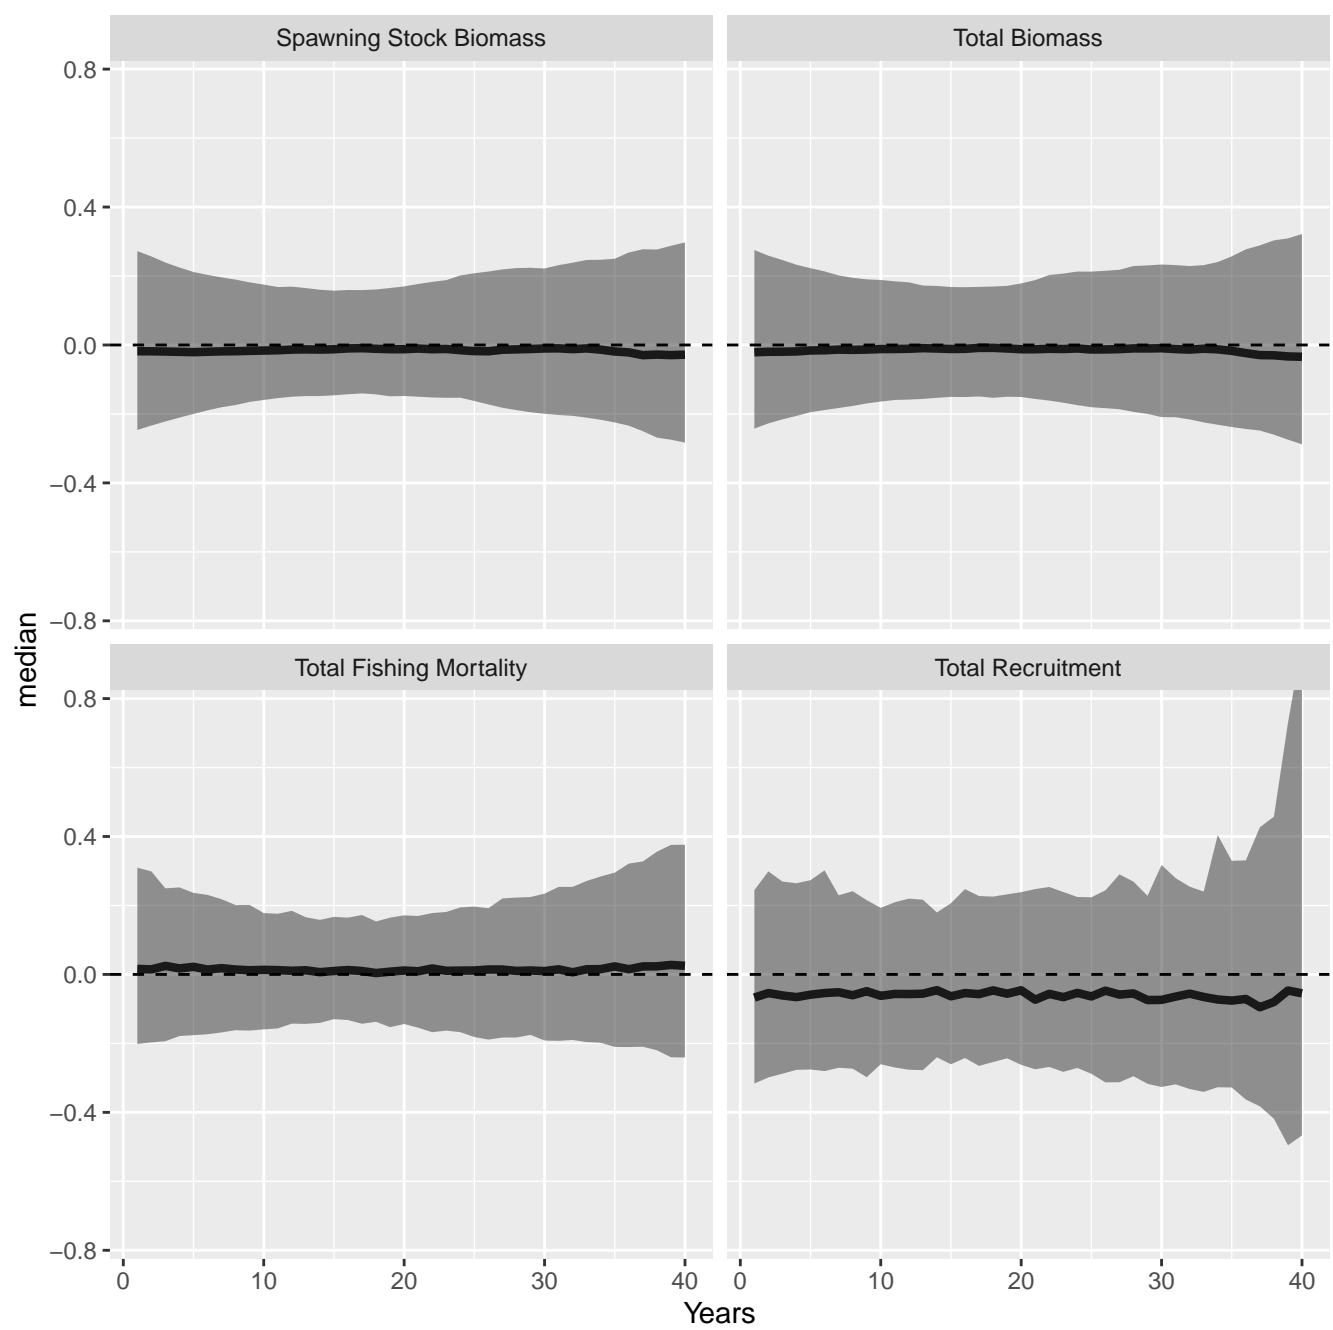 Spawning Stock Biomass
Total Biomass
0.8
0.4
0.0
−0.4
−0.8
median
Total Fishing Mortality
Total Recruitment
0.8
0.4
0.0
−0.4
−0.8
0 10 20 30 40
0 10 20 30 40
Years